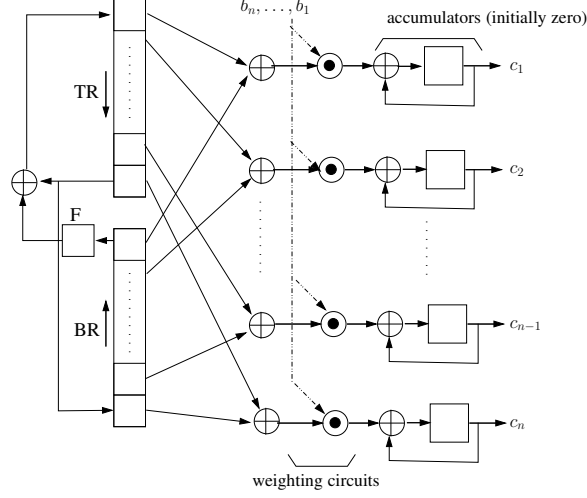 b_n, . . . , b_1
accumulators (initially zero)
c_1
TR
c_2
F
BR
c_{n−1}
c_n
weighting circuits